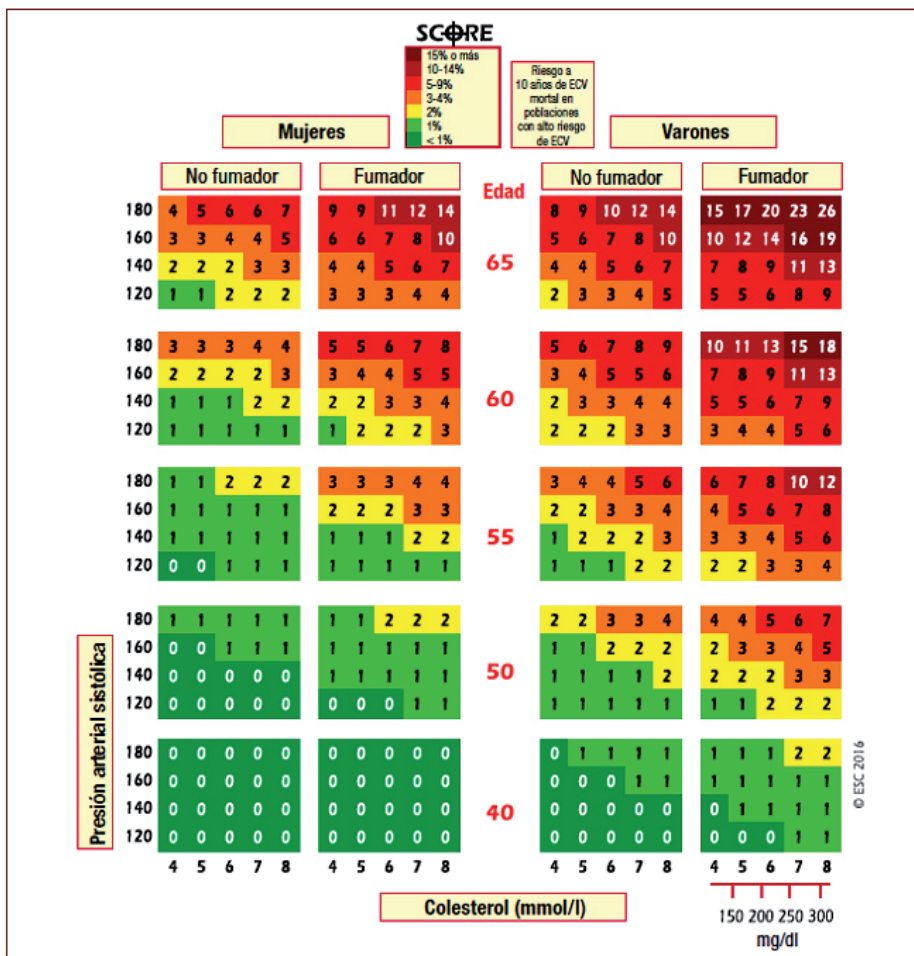 SCORE
15% o más
10-14%
5-9%
3-4%
2%
1%
< 1%
Riesgo a
10 años de ECV
mortal en
poblaciones
con alto riesgo
de ECV
Mujeres
Varones
No fumador
Fumador
Edad
No fumador
Fumador
180 4 5 6 6 7 9 9 11 12 14 8 9 10 12 14 15 17 20 23 26
160 3 3 4 4 5 6 6 7 8 10 5 6 7 8 10 10 12 14 16 19
65
140 2 2 2 3 3 4 4 5 6 7 4 4 5 6 7 7 8 9 11 13
120 1 1 2 2 2 3 3 3 4 4 2 3 3 4 5 5 5 6 8 9
180 3 3 3 4 4 5 5 6 7 8 5 6 7 8 9 10 11 13 15 18
160 2 2 2 2 3 3 4 4 5 5 3 4 5 5 6 7 8 9 11 13
60
140 1 1 1 2 2 2 2 3 3 4 2 3 3 4 4 5 5 6 7 9
120 1 1 1 1 1 1 2 2 2 3 2 2 2 3 3 3 4 4 5 6
180 1 1 2 2 2 3 3 3 4 4 3 4 4 5 6 6 7 8 10 12
160 1 1 1 1 1 2 2 2 3 3 2 2 3 3 4 4 5 6 7 8
55
140 1 1 1 1 1 1 1 1 2 2 1 2 2 2 3 3 3 4 5 6
120 0 0 1 1 1 1 1 1 1 1 1 1 1 2 2 2 2 3 3 4
180 1 1 1 1 1 1 1 2 2 2 2 2 3 3 4 4 4 5 6 7
160 0 0 1 1 1 1 1 1 1 1 1 1 2 2 2 2 3 3 4 5
50
140 0 0 0 0 0 1 1 1 1 1 1 1 1 1 2 2 2 2 3 3
120 0 0 0 0 0 0 0 0 1 1 1 1 1 1 1 1 1 2 2 2
180 0 0 0 0 0 0 0 0 0 0 0 1 1 1 1 1 1 1 2 2
160 0 0 0 0 0 0 0 0 0 0 0 0 0 1 1 1 1 1 1 1
40
140 0 0 0 0 0 0 0 0 0 0 0 0 0 0 0 0 1 1 1 1
120 0 0 0 0 0 0 0 0 0 0 0 0 0 0 0 0 0 0 1 1
4 5 6 7 8 4 5 6 7 8 4 5 6 7 8 4 5 6 7 8
Presión arterial sistólica
© ESC 2016
Colesterol (mmol/l)
150 200 250 300
mg/dl